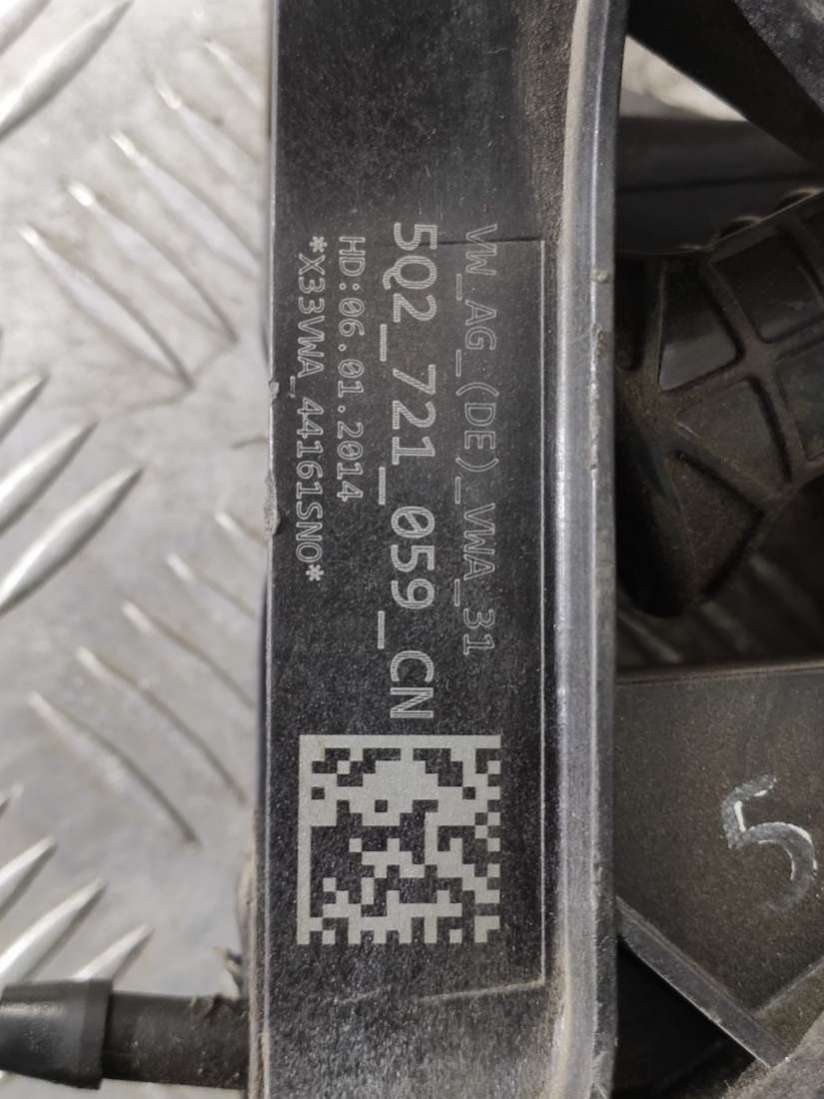 VW_AG_(DE)_VWA_31
5Q2_721_059_CN
HD:06.01.2014
*X33VWA_44161SNO*
5